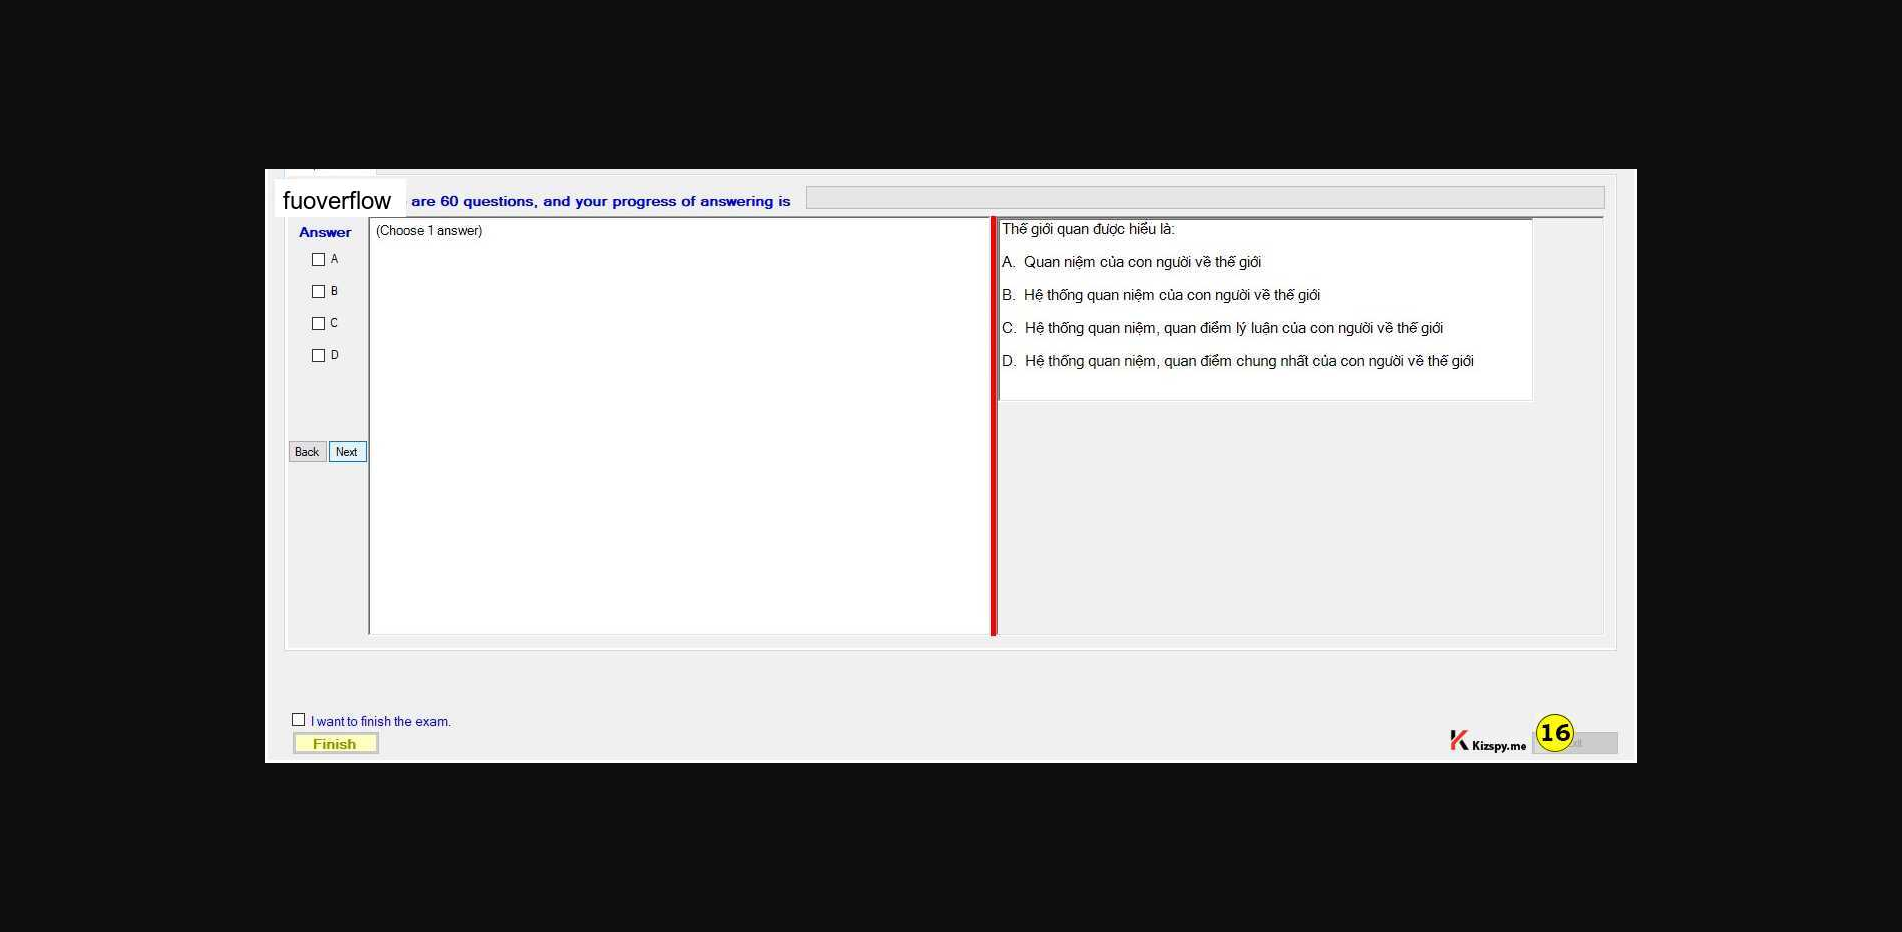 fuoverflow are 60 questions, and your progress of answering is
Answer
A
B
C
D
Back Next
(Choose 1 answer)
Thế giới quan được hiểu là:
A. Quan niệm của con người về thế giới
B. Hệ thống quan niệm của con người về thế giới
C. Hệ thống quan niệm, quan điểm lý luận của con người về thế giới
D. Hệ thống quan niệm, quan điểm chung nhất của con người về thế giới
I want to finish the exam.
Finish
Kizspy.me
16